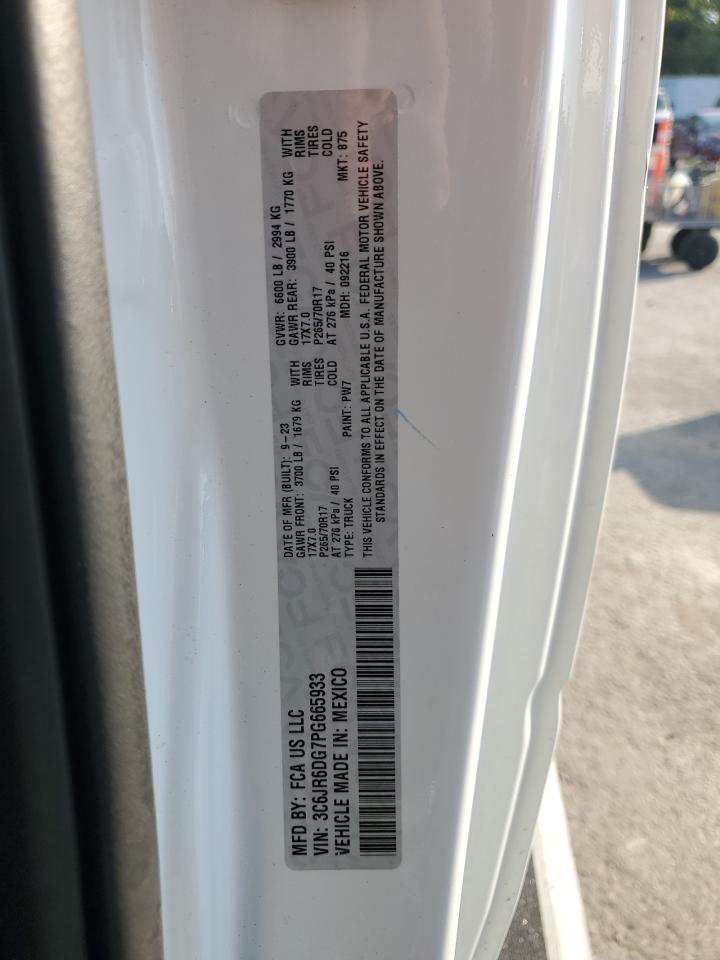 MFD BY: FCA US LLC
VIN: 3C6JR6DG7PG665933
VEHICLE MADE IN: MEXICO
DATE OF MFR (BUILT): 9-23 GVWR: 6600 LB / 2994 KG
GAWR FRONT: 3700 LB / 1679 KG WITH GAWR REAR: 3900 LB / 1770 KG WITH
17X7.0 RIMS 17X7.0 RIMS
P265/70R17 TIRES P265/70R17 TIRES
AT 276 kPa / 40 PSI COLD AT 276 kPa / 40 PSI COLD
TYPE: TRUCK PAINT: PW7 MDH: 092216 MKT: 875
THIS VEHICLE CONFORMS TO ALL APPLICABLE U.S.A. FEDERAL MOTOR VEHICLE SAFETY
STANDARDS IN EFFECT ON THE DATE OF MANUFACTURE SHOWN ABOVE.